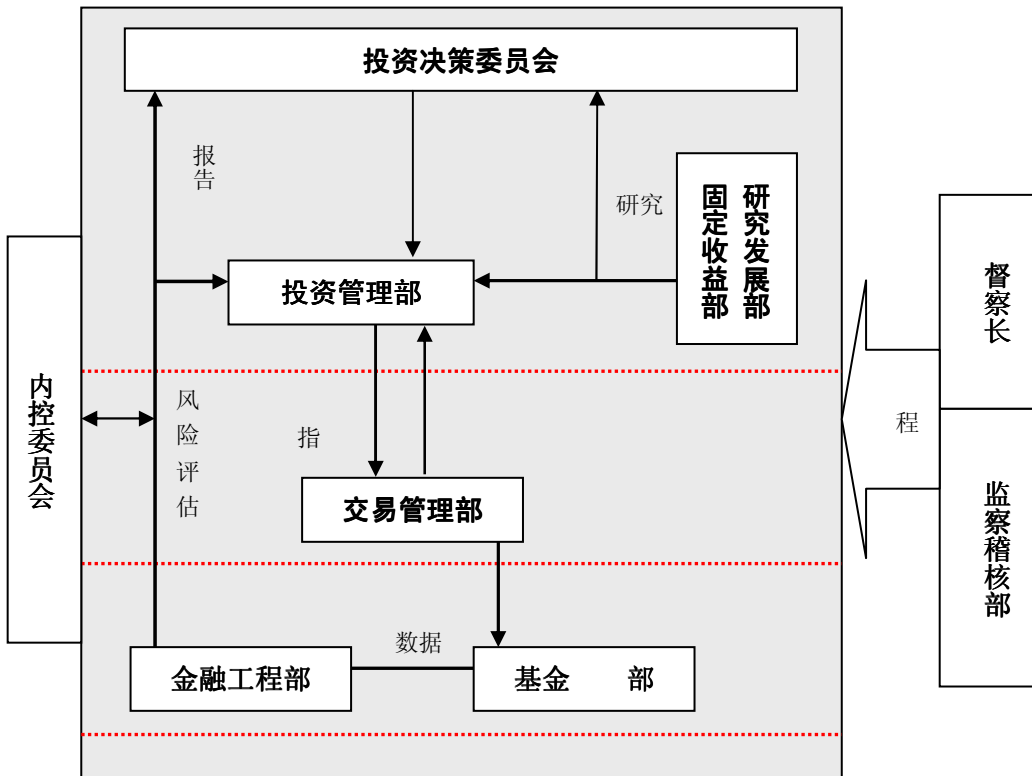 投资决策委员会
报告
研究
固定收益部
研究发展部
投资管理部
督察长
内控委员会
风险评估
指
程
交易管理部
监察稽核部
数据
金融工程部
基金 部